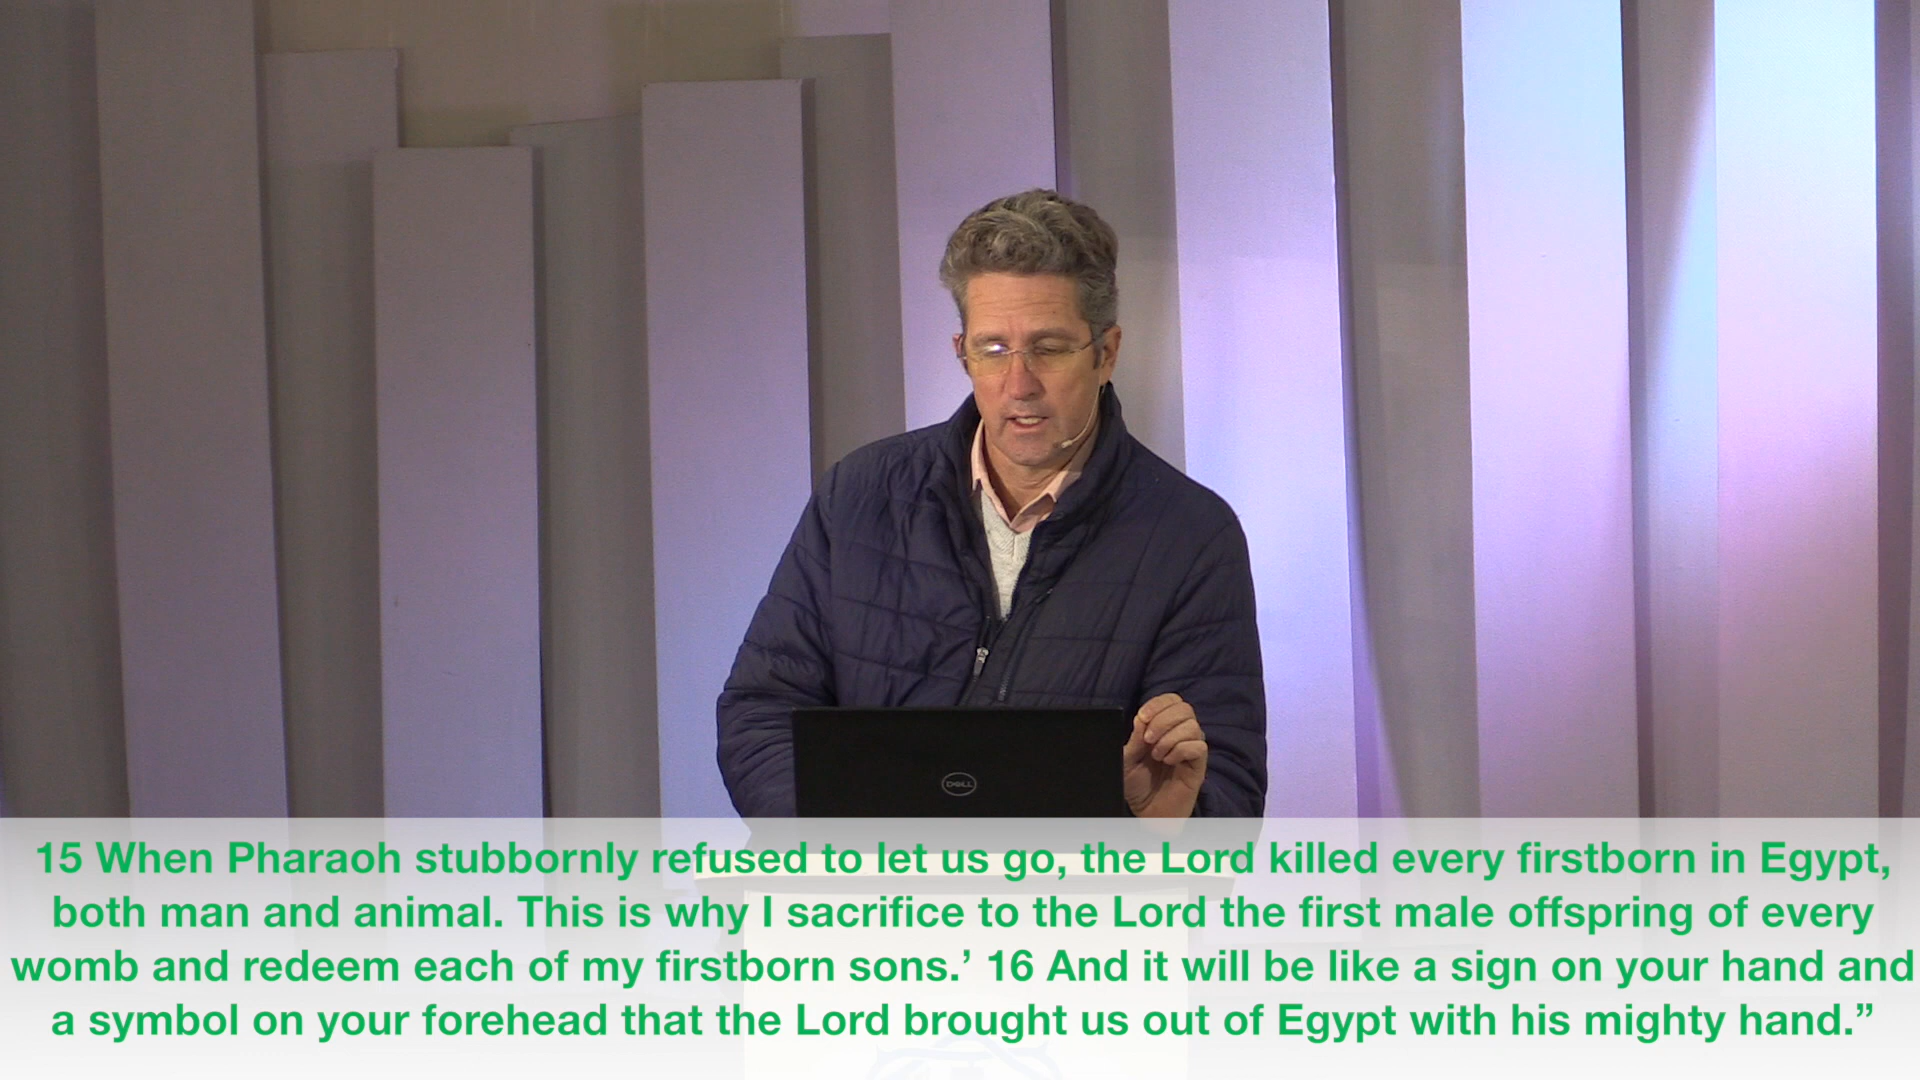 DELL
15 When Pharaoh stubbornly refused to let us go, the Lord killed every firstborn in Egypt,
both man and animal. This is why I sacrifice to the Lord the first male offspring of every
womb and redeem each of my firstborn sons.’ 16 And it will be like a sign on your hand and
a symbol on your forehead that the Lord brought us out of Egypt with his mighty hand.”